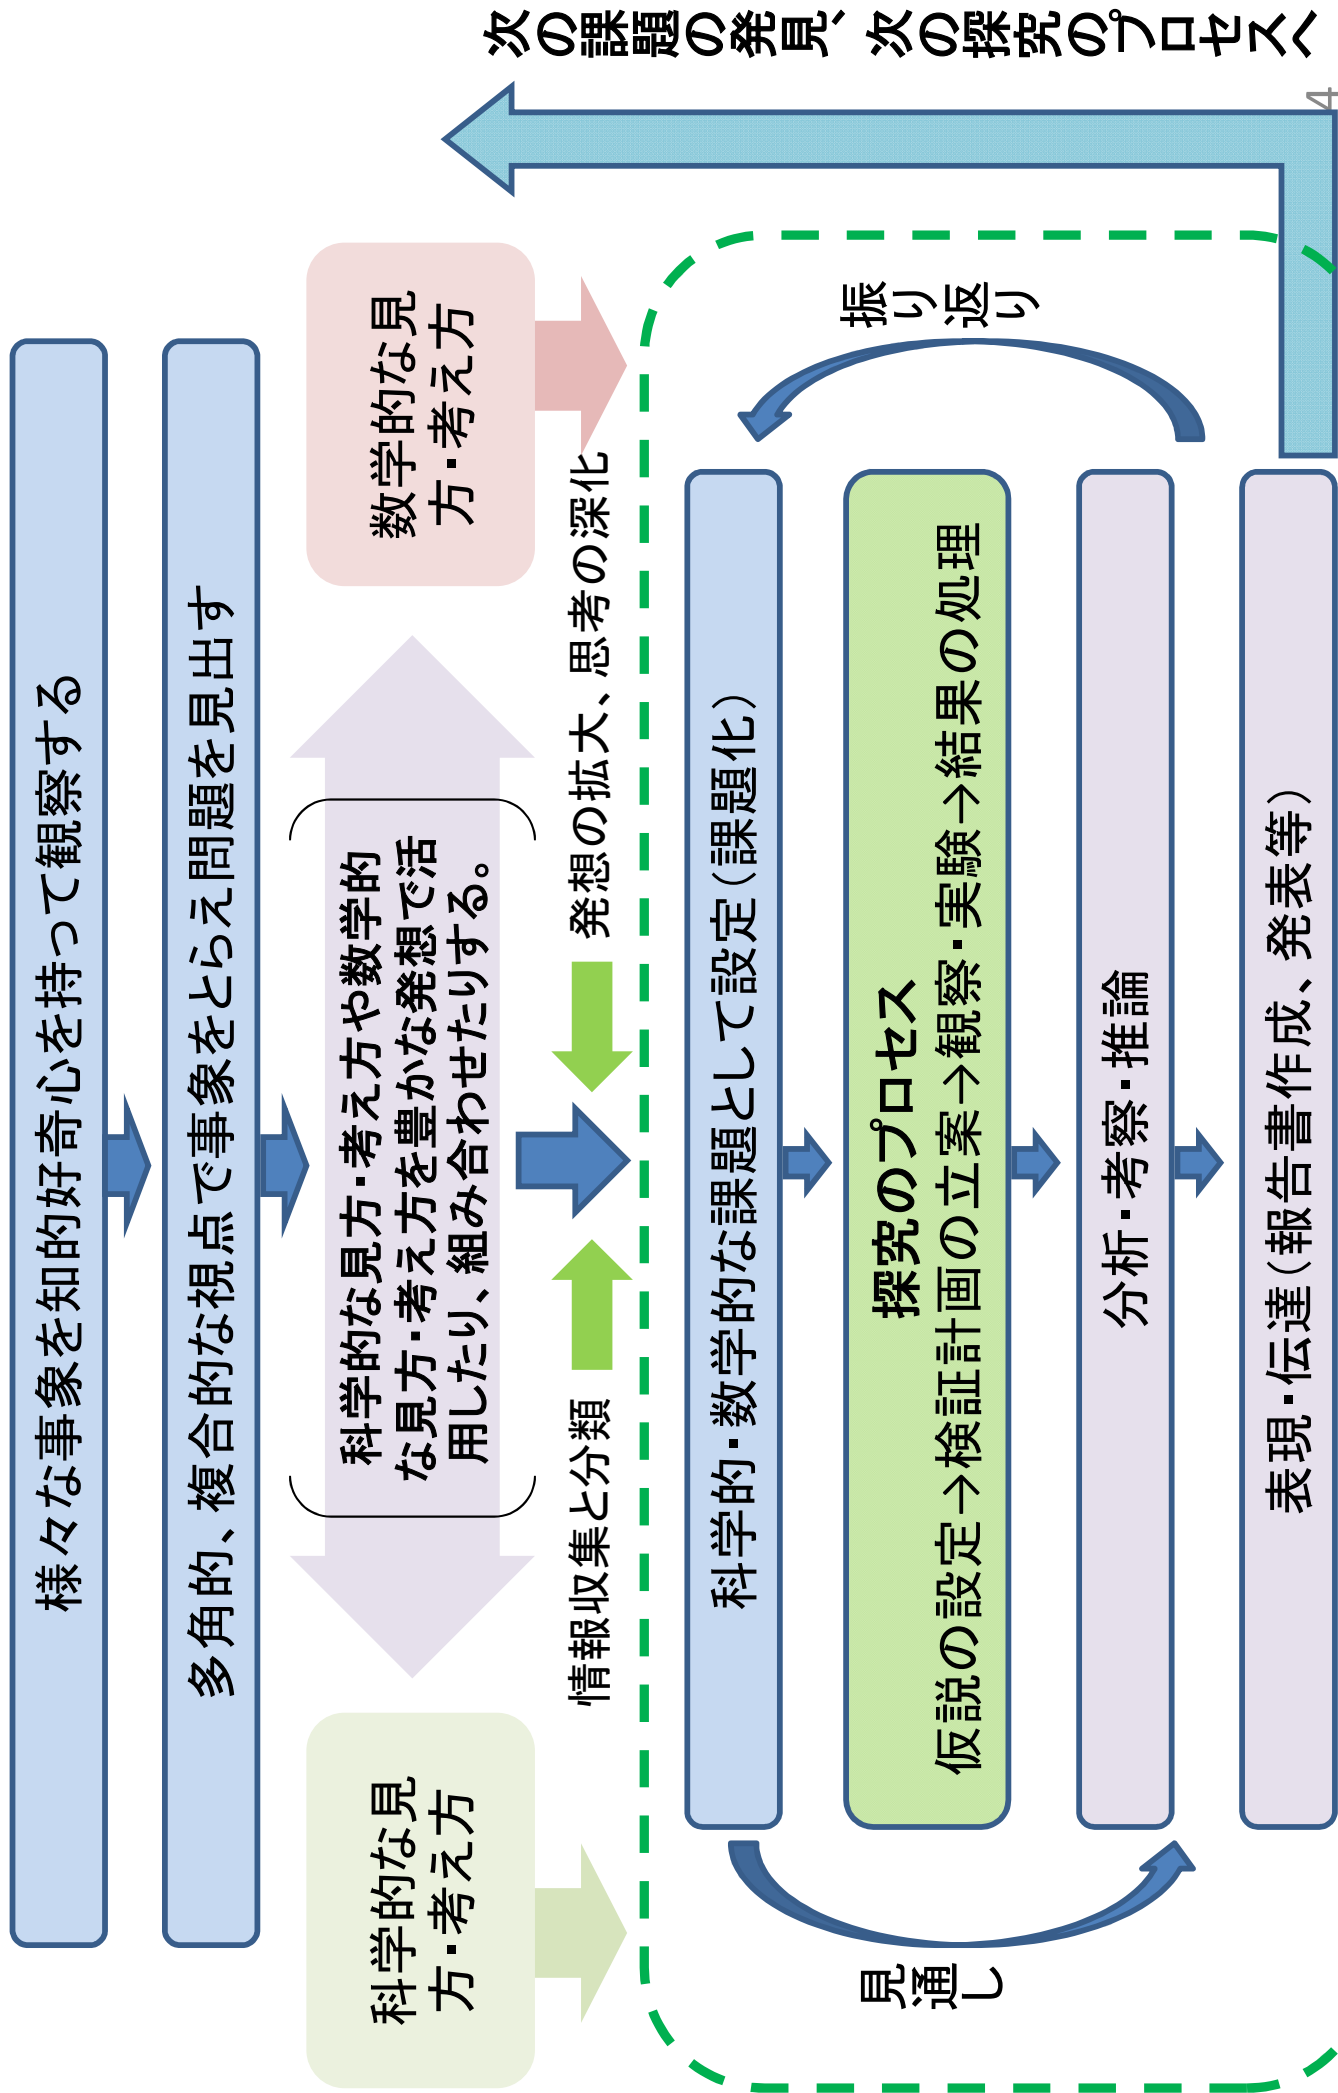 様々な事象を知的好奇心を持って観察する
多角的、複合的な視点で事象をとらえ問題を見出す
科学的な見
方・考え方
科学的な見方・考え方や数学的
な見方・考え方を豊かな発想で活
用したり、組み合わせたりする。
数学的な見
方・考え方
情報収集と分類
発想の拡大、思考の深化
科学的・数学的な課題として設定（課題化）
探究のプロセス
仮説の設定→検証計画の立案→観察・実験→結果の処理
分析・考察・推論
表現・伝達（報告書作成、発表等）
見通し
振り返り
次の課題の発見、次の探究のプロセスへ
4